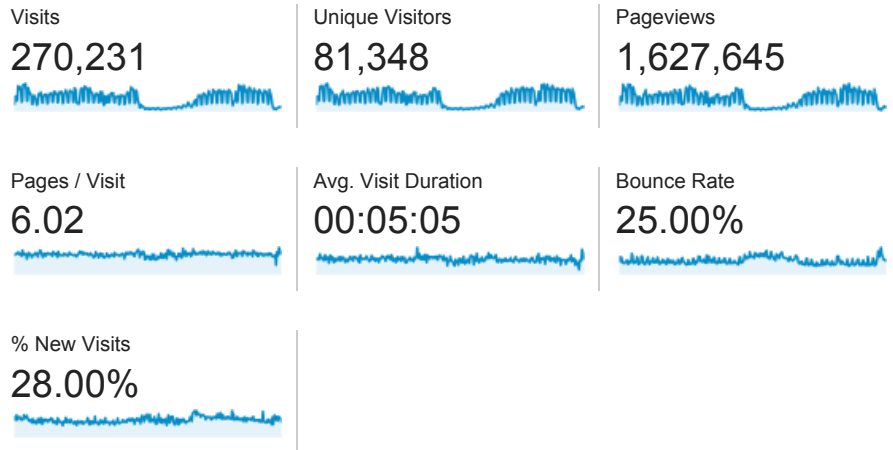 Visits
270,231
Unique Visitors
81,348
Pageviews
1,627,645
Pages / Visit
6.02
Avg. Visit Duration
00:05:05
Bounce Rate
25.00%
% New Visits
28.00%